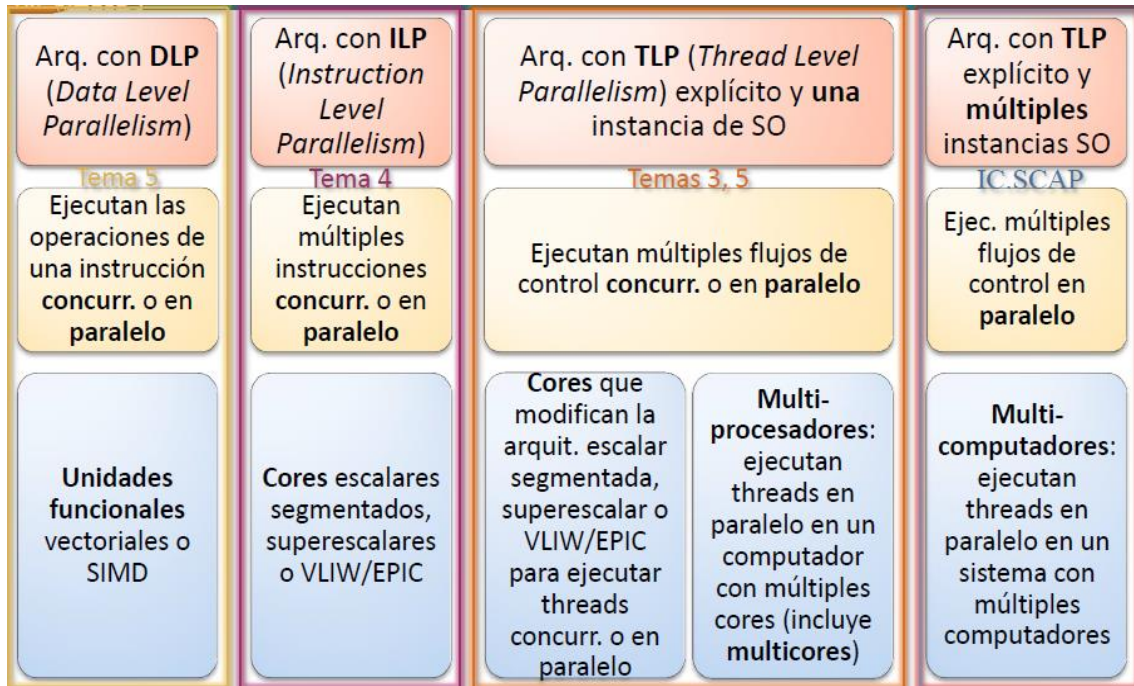 Arq. con DLP
(Data Level
Parallelism)
Tema 5
Ejecutan las
operaciones de
una instrucción
concurr. o en
paralelo
Unidades
funcionales
vectoriales o
SIMD
Arq. con ILP
(Instruction
Level
Parallelism)
Tema 4
Ejecutan
múltiples
instrucciones
concurr. o en
paralelo
Cores escalares
segmentados,
superescalares
o VLIW/EPIC
Arq. con TLP (Thread Level
Parallelism) explícito y una
instancia de SO
Temas 3, 5
Ejecutan múltiples flujos de
control concurr. o en paralelo
Cores que
modifican la
arquit. escalar
segmentada,
superescalar o
VLIW/EPIC
para ejecutar
threads
concurr. o en
paralelo
Multi-
procesadores:
ejecutan
threads en
paralelo en un
computador
con múltiples
cores (incluye
multicores)
Arq. con TLP
explícito y
múltiples
instancias SO
IC.SCAP
Ejec. múltiples
flujos de
control en
paralelo
Multi-
computadores:
ejecutan
threads en
paralelo en un
sistema con
múltiples
computadores